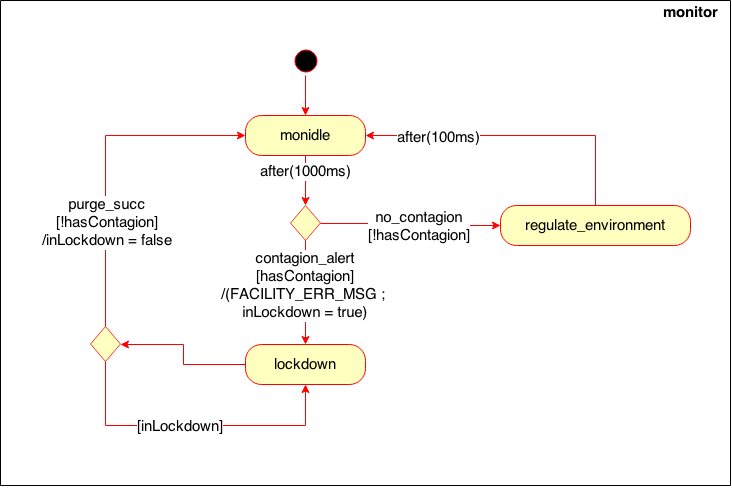 monitor
monidle
after(100ms)
after(1000ms)
purge_succ
[!hasContagion]
/inLockdown = false
no_contagion
[!hasContagion]
regulate_environment
contagion_alert
[hasContagion]
/(FACILITY_ERR_MSG ;
inLockdown = true)
lockdown
[inLockdown]